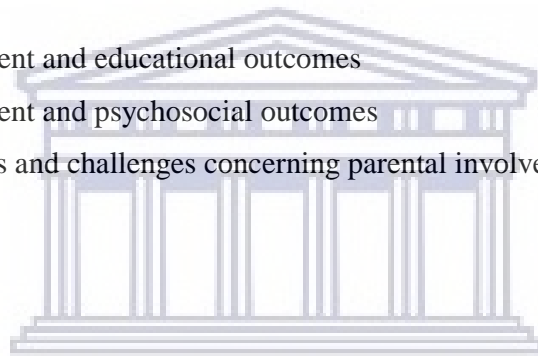 ent and educational outcomes
ent and psychosocial outcomes
s and challenges concerning parental involve